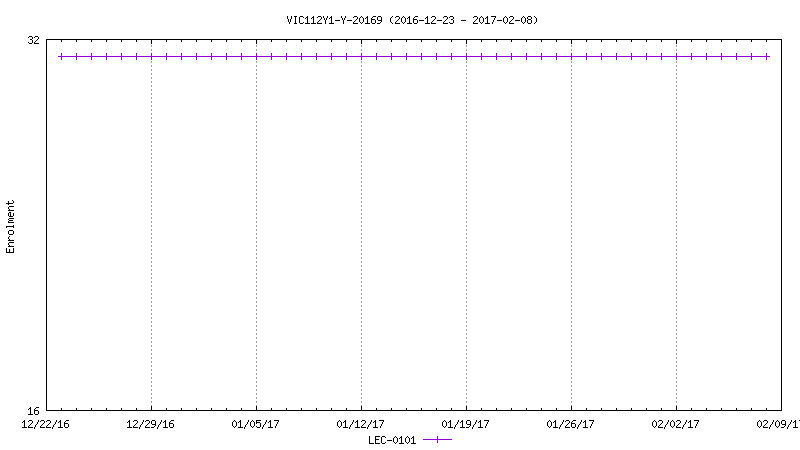 VIC112Y1-Y-20169 (2016-12-23 - 2017-02-08)
32
Enrolment
16
12/22/16 12/29/16 01/05/17 01/12/17 01/19/17 01/26/17 02/02/17 02/09/1
LEC-0101